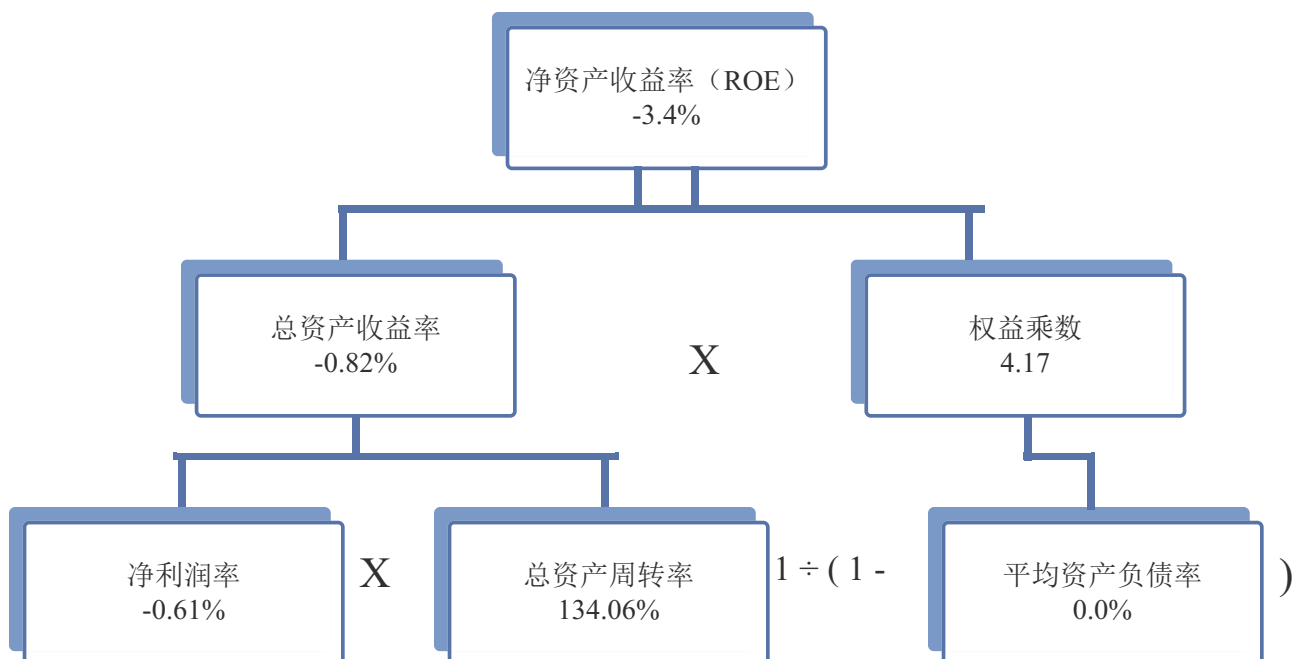 净资产收益率（ROE）
-3.4%
总资产收益率
-0.82%
X
权益乘数
4.17
净利润率
-0.61%
X
总资产周转率
134.06%
1 ÷ ( 1 -
平均资产负债率
0.0%
)